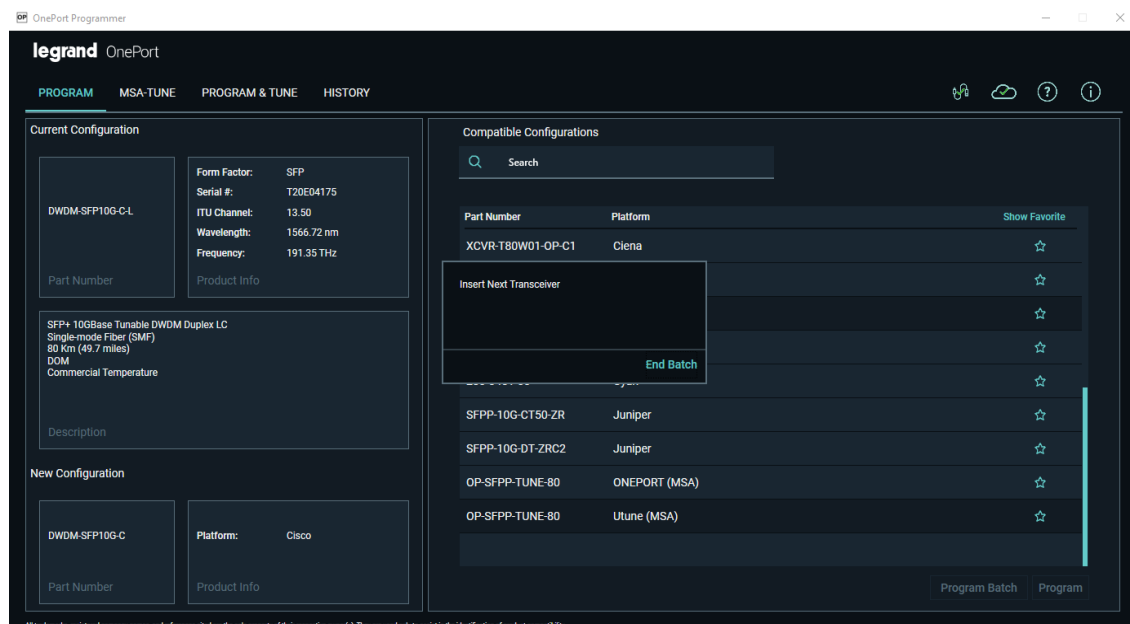 OP OnePort Programmer
legrand OnePort
PROGRAM MSA-TUNE PROGRAM & TUNE HISTORY
Current Configuration
DWDM-SFP10G-C-L
Part Number
Form Factor: SFP
Serial #: T20E04175
ITU Channel: 13.50
Wavelength: 1566.72 nm
Frequency: 191.35 THz
Product Info
SFP+ 10GBase Tunable DWDM Duplex LC
Single-mode Fiber (SMF)
80 Km (49.7 miles)
DOM
Commercial Temperature
Description
New Configuration
DWDM-SFP10G-C
Part Number
Platform: Cisco
Product Info
Compatible Configurations
Search
Part Number Platform Show Favorite
XCVR-T80W01-OP-C1 Ciena
Insert Next Transceiver
End Batch
SFPP-10G-CT50-ZR Juniper
SFPP-10G-DT-ZRC2 Juniper
OP-SFPP-TUNE-80 ONEPORT (MSA)
OP-SFPP-TUNE-80 Utune (MSA)
Program Batch Program